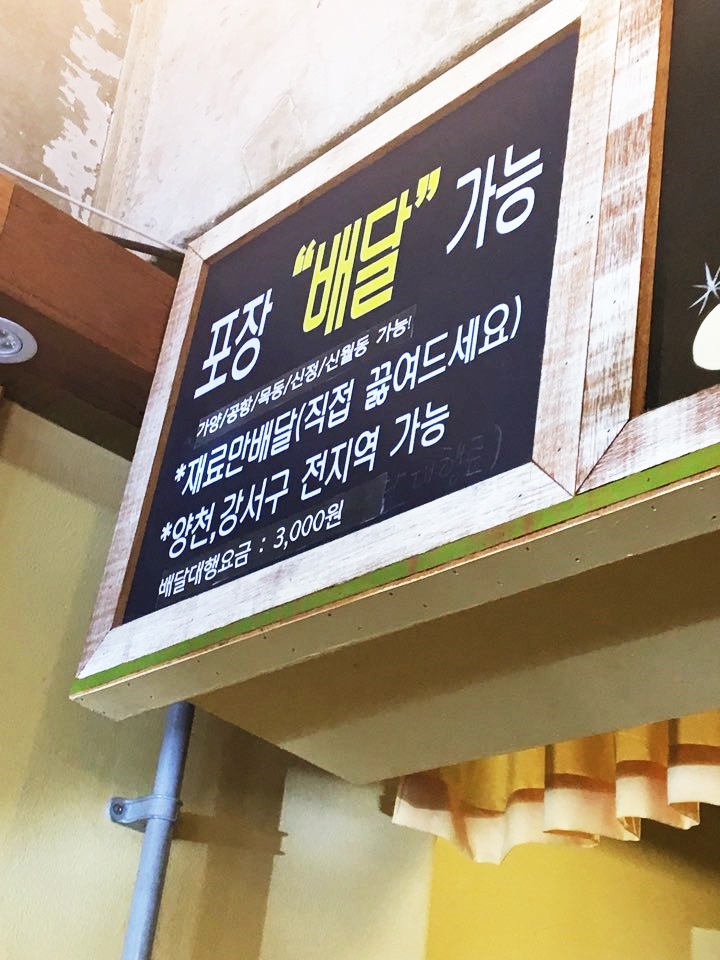 포장 "배달" 가능
가양/공항/목동/신정/신월동 가능!
*재료만배달(직접 끓여드세요)
*양천,강서구 전지역 가능
배달대행요금 : 3,000원